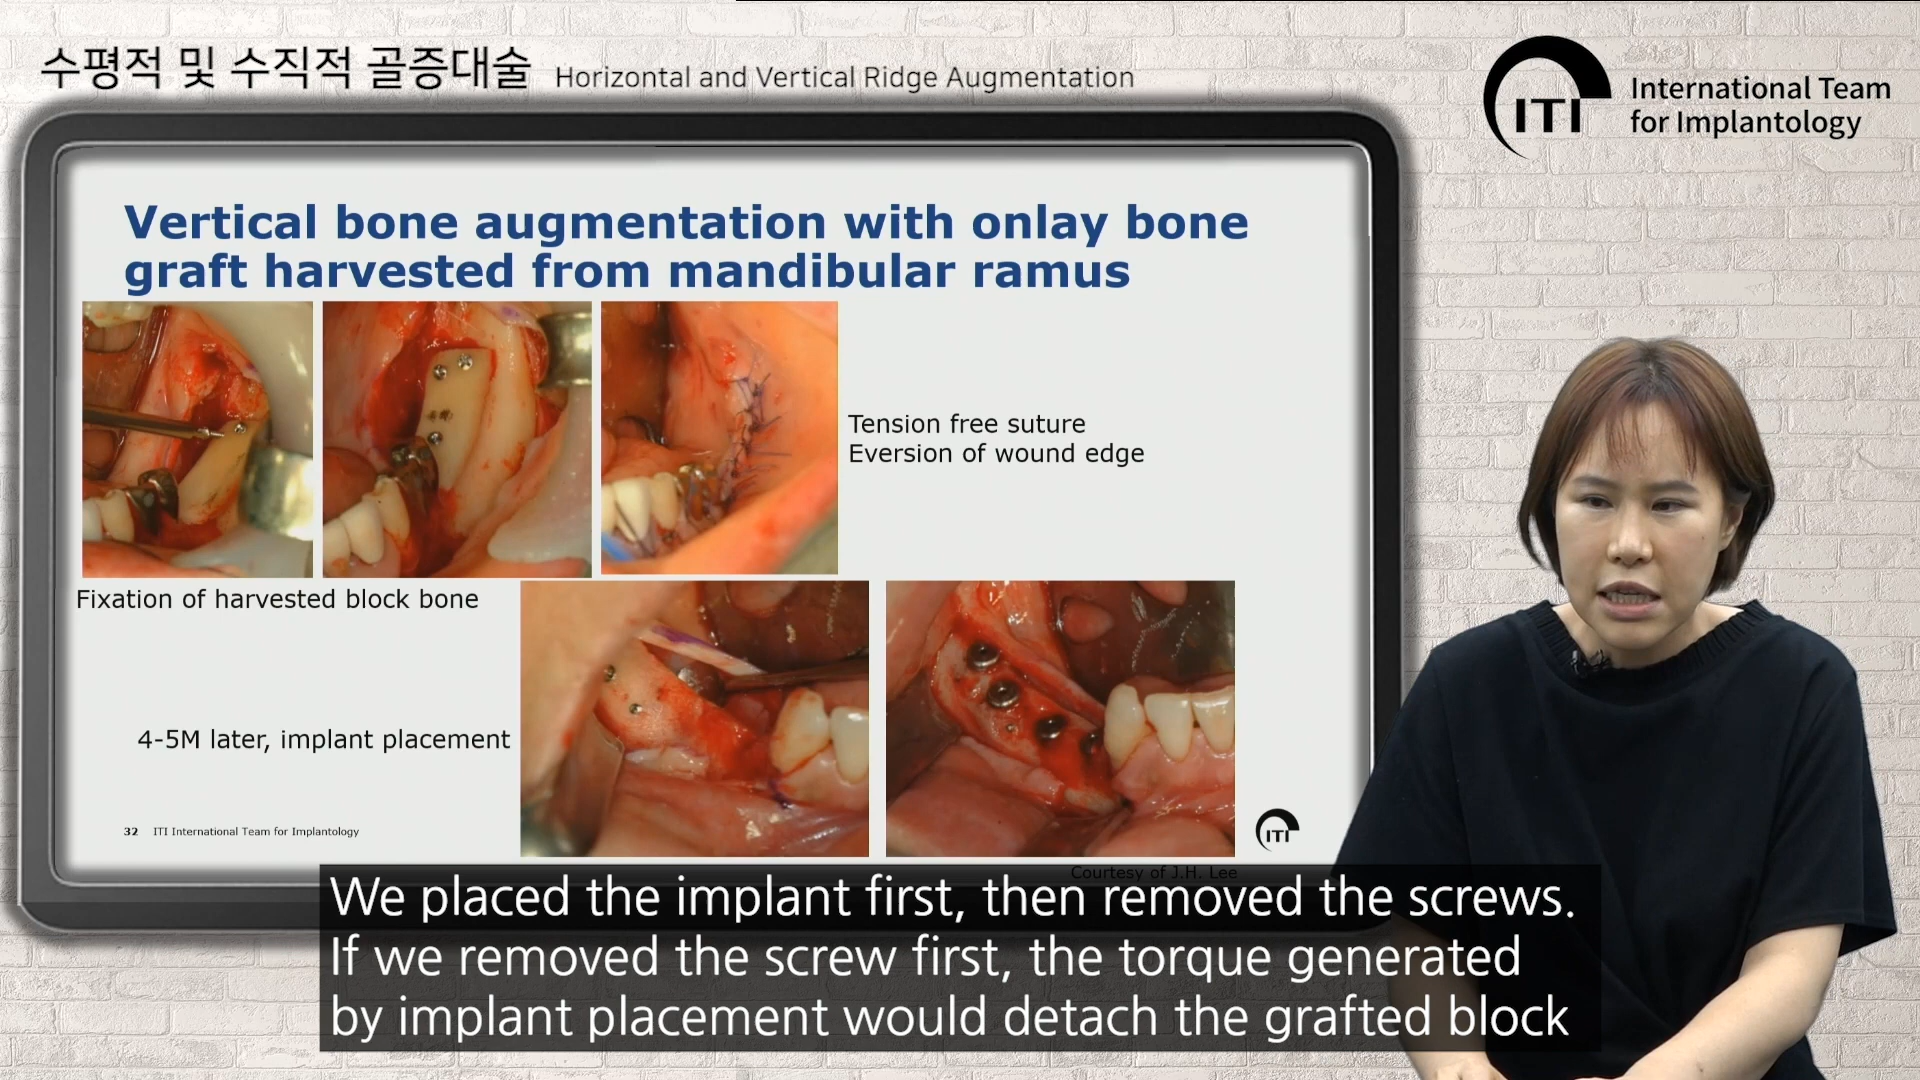 수평적 및 수직적 골증대술 Horizontal and Vertical Ridge Augmentation
ITI International Team
for Implantology
Vertical bone augmentation with onlay bone
graft harvested from mandibular ramus
Tension free suture
Eversion of wound edge
Fixation of harvested block bone
4-5M later, implant placement
32 ITI International Team for Implantology
ITI
Courtesy of J.H. Lee
We placed the implant first, then removed the screws.
If we removed the screw first, the torque generated
by implant placement would detach the grafted block